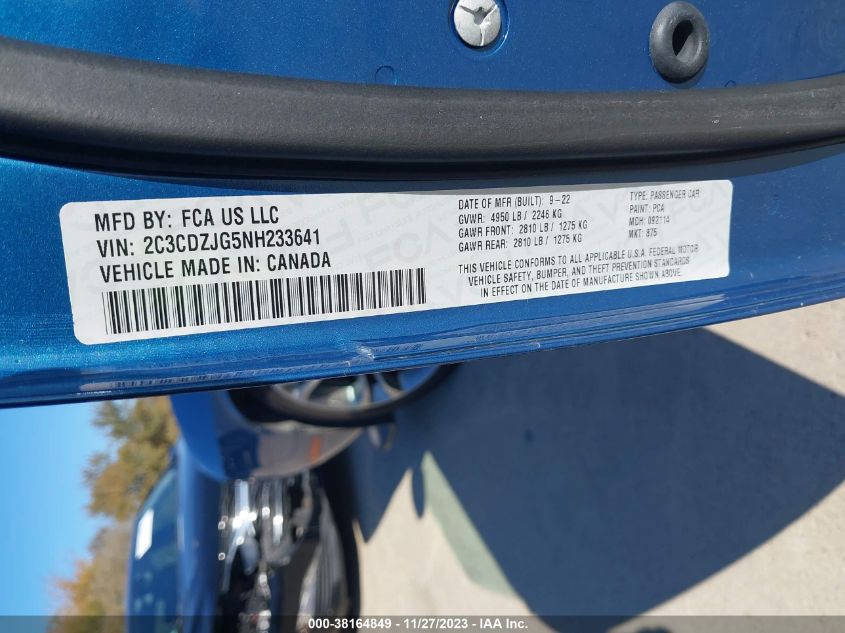 MFD BY: FCA US LLC
VIN: 2C3CDZJG5NH233641
VEHICLE MADE IN: CANADA
DATE OF MFR (BUILT): 9-22
GVWR: 4950 LB / 2246 KG
GAWR FRONT: 2810 LB / 1275 KG
GAWR REAR: 2810 LB / 1275 KG
TYPE: PASSENGER CAR
PAINT: PCA
MDH: 092114
MKT: 875
THIS VEHICLE CONFORMS TO ALL APPLICABLE U.S.A. FEDERAL MOTOR
VEHICLE SAFETY, BUMPER, AND THEFT PREVENTION STANDARDS
IN EFFECT ON THE DATE OF MANUFACTURE SHOWN ABOVE.
000-38164849 - 11/27/2023 - IAA Inc.